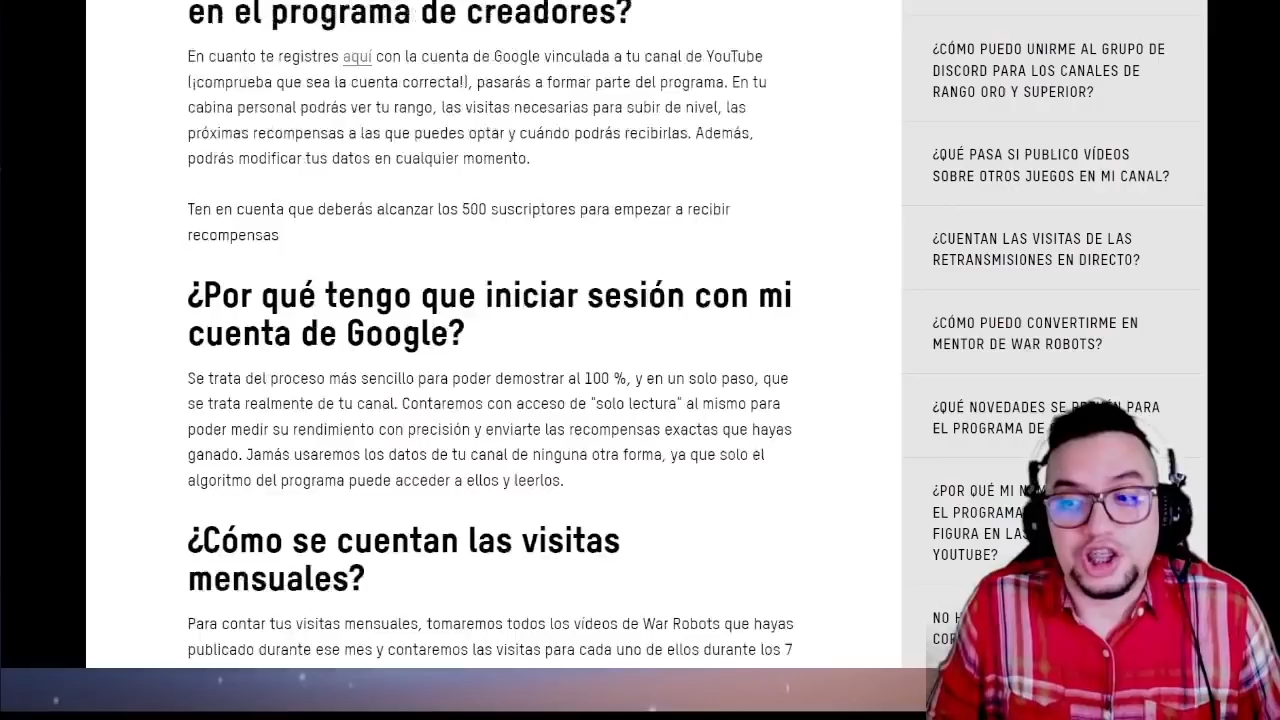 en el programa de creadores?
En cuanto te registres aquí con la cuenta de Google vinculada a tu canal de YouTube
(¡comprueba que sea la cuenta correcta!), pasarás a formar parte del programa. En tu
cabina personal podrás ver tu rango, las visitas necesarias para subir de nivel, las
próximas recompensas a las que puedes optar y cuándo podrás recibirlas. Además,
podrás modificar tus datos en cualquier momento.
Ten en cuenta que deberás alcanzar los 500 suscriptores para empezar a recibir
recompensas
¿Por qué tengo que iniciar sesión con mi
cuenta de Google?
Se trata del proceso más sencillo para poder demostrar al 100 %, y en un solo paso, que
se trata realmente de tu canal. Contaremos con acceso de "solo lectura" al mismo para
poder medir su rendimiento con precisión y enviarte las recompensas exactas que hayas
ganado. Jamás usaremos los datos de tu canal de ninguna otra forma, ya que solo el
algoritmo del programa puede acceder a ellos y leerlos.
¿Cómo se cuentan las visitas
mensuales?
Para contar tus visitas mensuales, tomaremos todos los vídeos de War Robots que hayas
publicado durante ese mes y contaremos las visitas para cada uno de ellos durante los 7
¿CÓMO PUEDO UNIRME AL GRUPO DE
DISCORD PARA LOS CANALES DE
RANGO ORO Y SUPERIOR?
¿QUÉ PASA SI PUBLICO VÍDEOS
SOBRE OTROS JUEGOS EN MI CANAL?
¿CUENTAN LAS VISITAS DE LAS
RETRANSMISIONES EN DIRECTO?
¿CÓMO PUEDO CONVERTIRME EN
MENTOR DE WAR ROBOTS?
¿QUÉ NOVEDADES SE PARA
EL PROGRAMA DE
¿POR QUÉ MI
EL PROGRAMA
FIGURA EN LAS
YOUTUBE?
NO